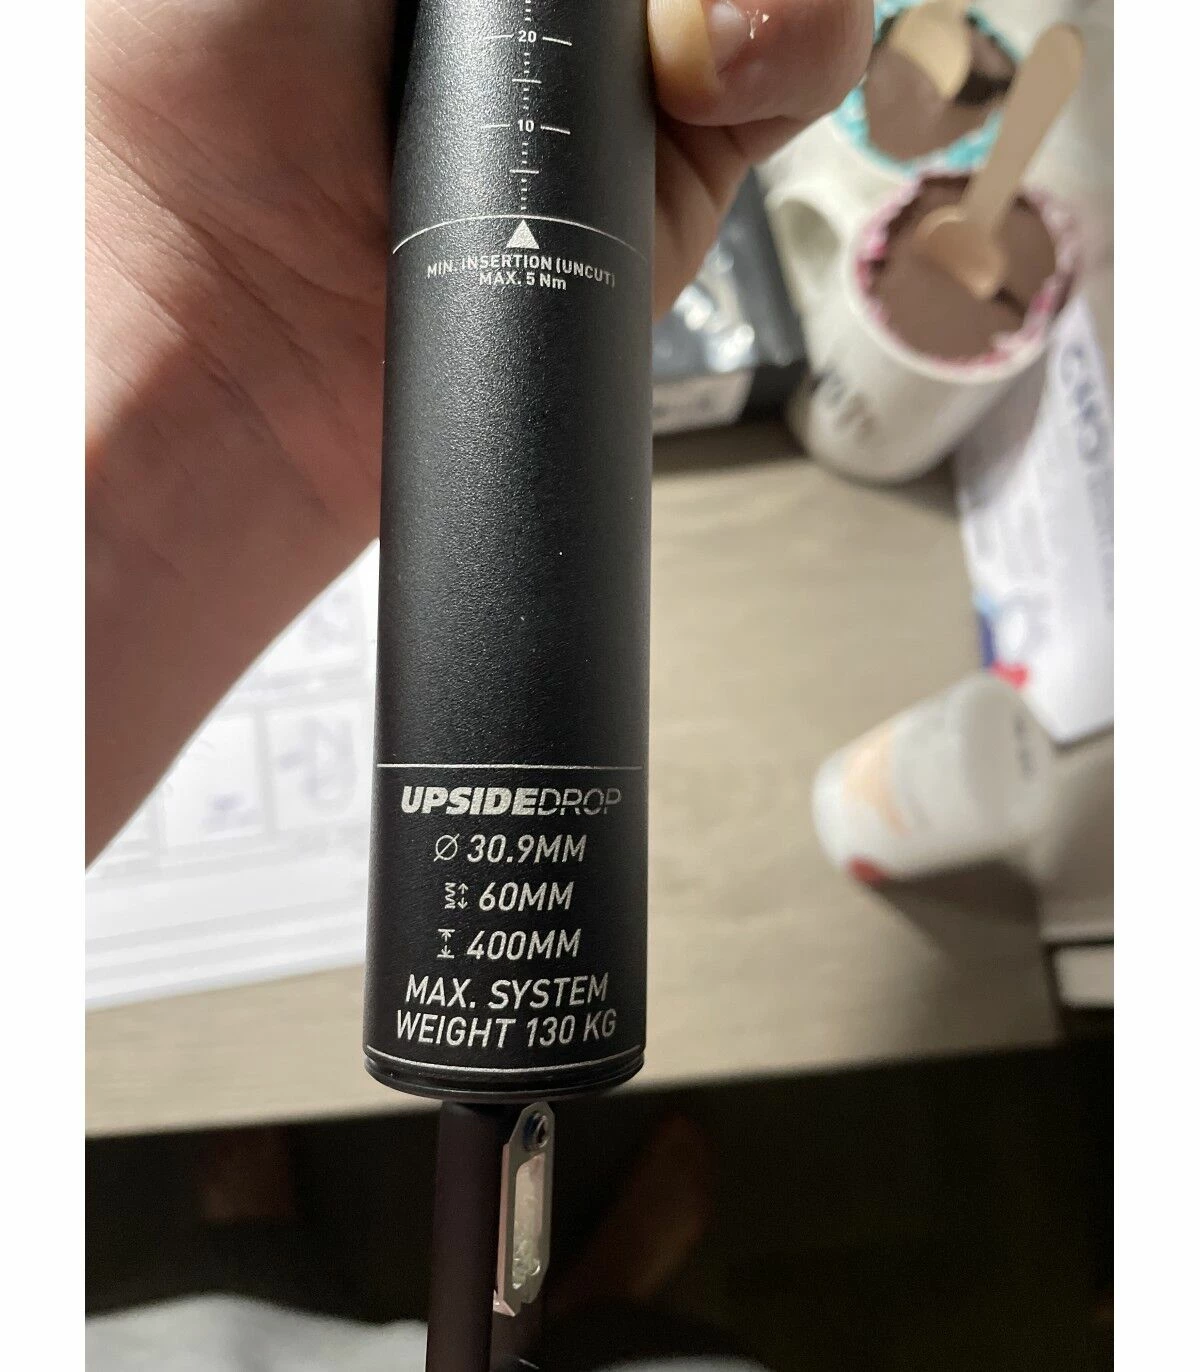 20
10
MIN. INSERTION (UNCUT)
MAX. 5 Nm
UPSIDEDROP
Ø 30.9MM
60MM
400MM
MAX. SYSTEM
WEIGHT 130 KG